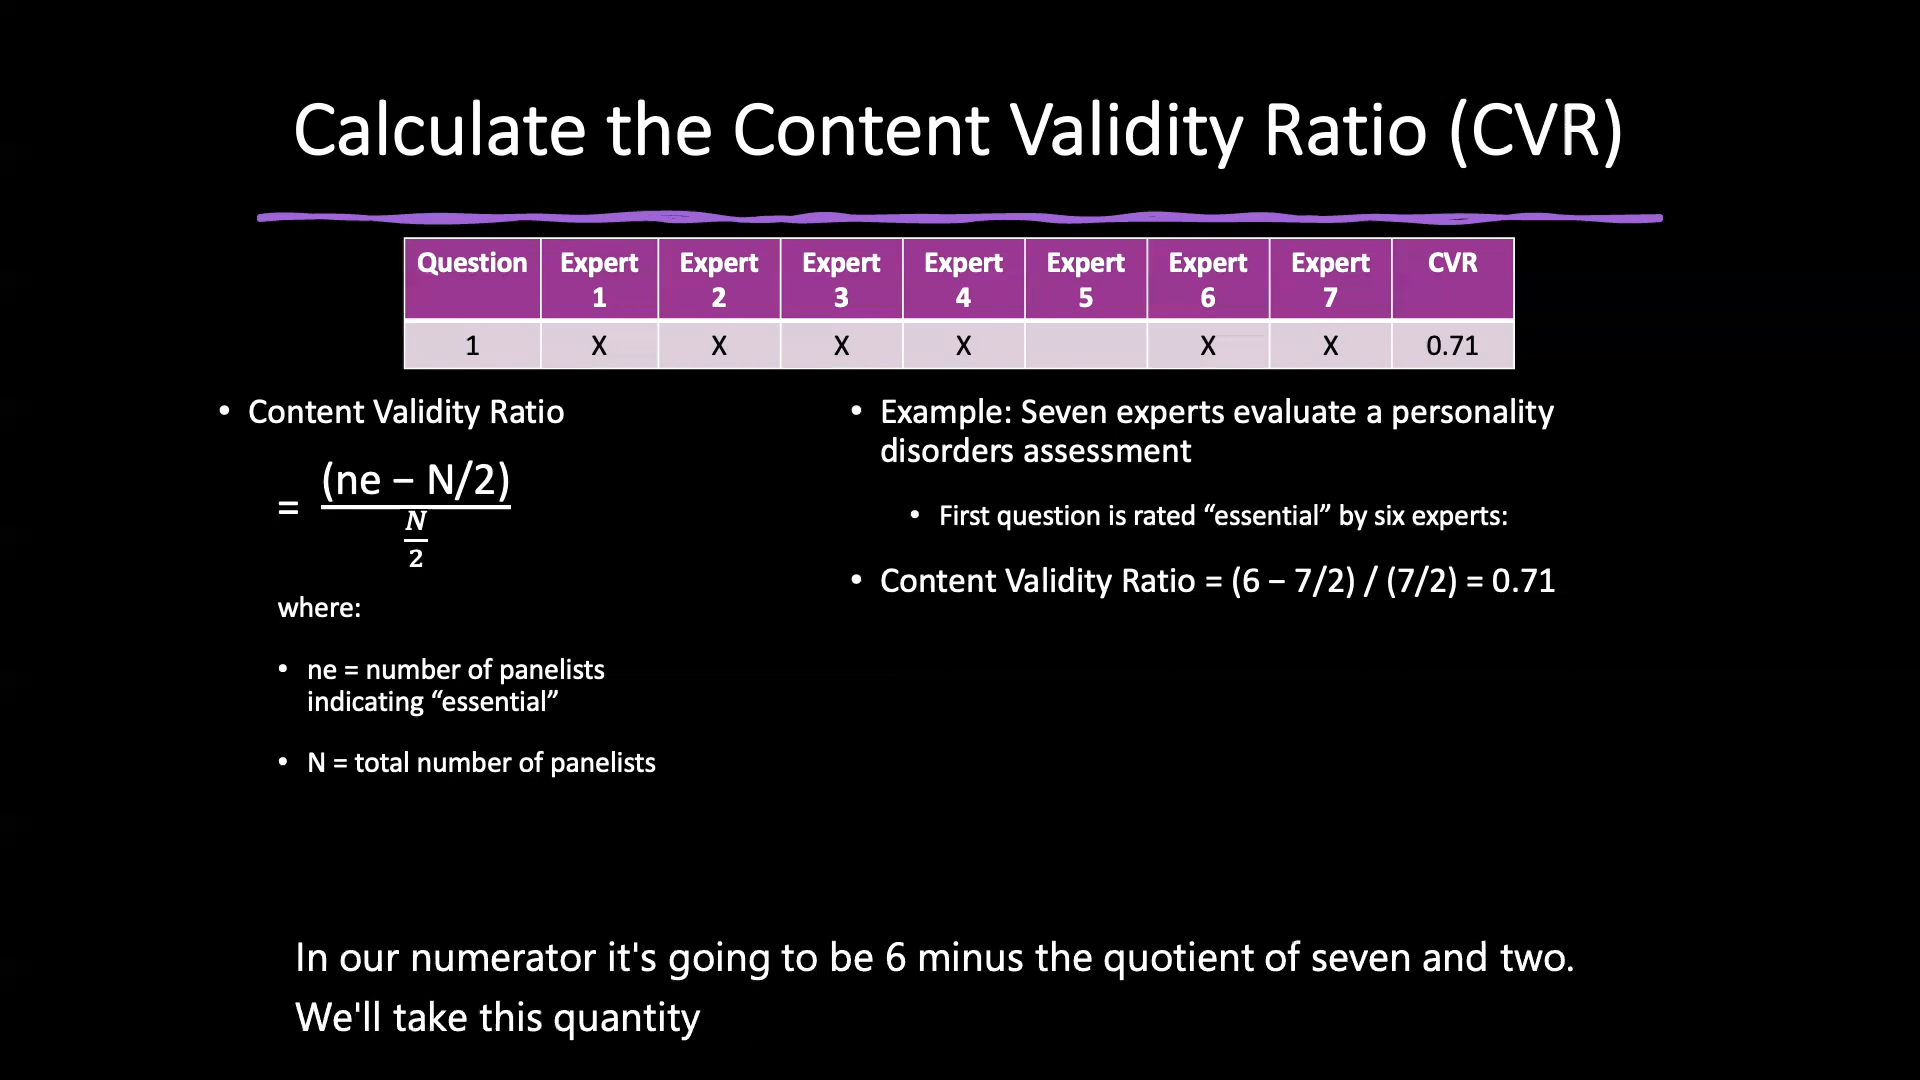 Calculate the Content Validity Ratio (CVR)
Question Expert 1 Expert 2 Expert 3 Expert 4 Expert 5 Expert 6 Expert 7 CVR
1 X X X X X X 0.71
• Content Validity Ratio
= (ne – N/2)
N
2
where:
• ne = number of panelists
indicating “essential”
• N = total number of panelists
• Example: Seven experts evaluate a personality
disorders assessment
• First question is rated “essential” by six experts:
• Content Validity Ratio = (6 – 7/2) / (7/2) = 0.71
In our numerator it's going to be 6 minus the quotient of seven and two.
We'll take this quantity